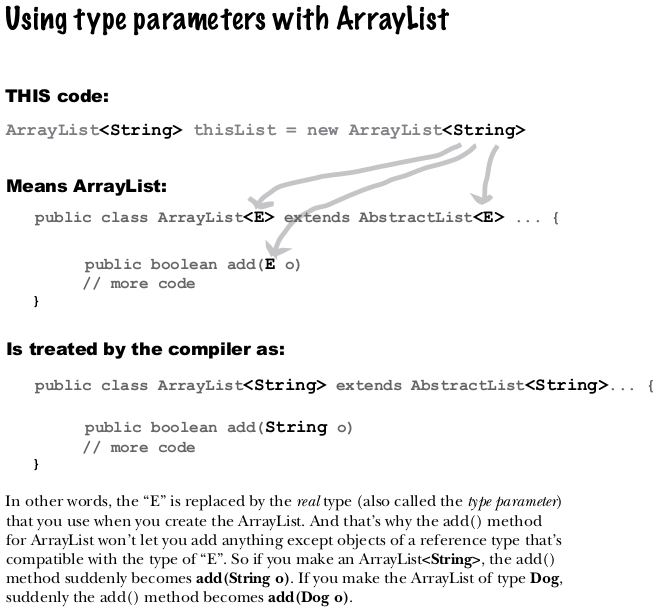 Using type parameters with ArrayList
THIS code:
ArrayList<String> thisList = new ArrayList<String>
Means ArrayList:
public class ArrayList<E> extends AbstractList<E> ... {
public boolean add(E o)
// more code
}
Is treated by the compiler as:
public class ArrayList<String> extends AbstractList<String>... {
public boolean add(String o)
// more code
}
In other words, the “E” is replaced by the real type (also called the type parameter)
that you use when you create the ArrayList. And that’s why the add() method
for ArrayList won’t let you add anything except objects of a reference type that’s
compatible with the type of “E”. So if you make an ArrayList<String>, the add()
method suddenly becomes add(String o). If you make the ArrayList of type Dog,
suddenly the add() method becomes add(Dog o).